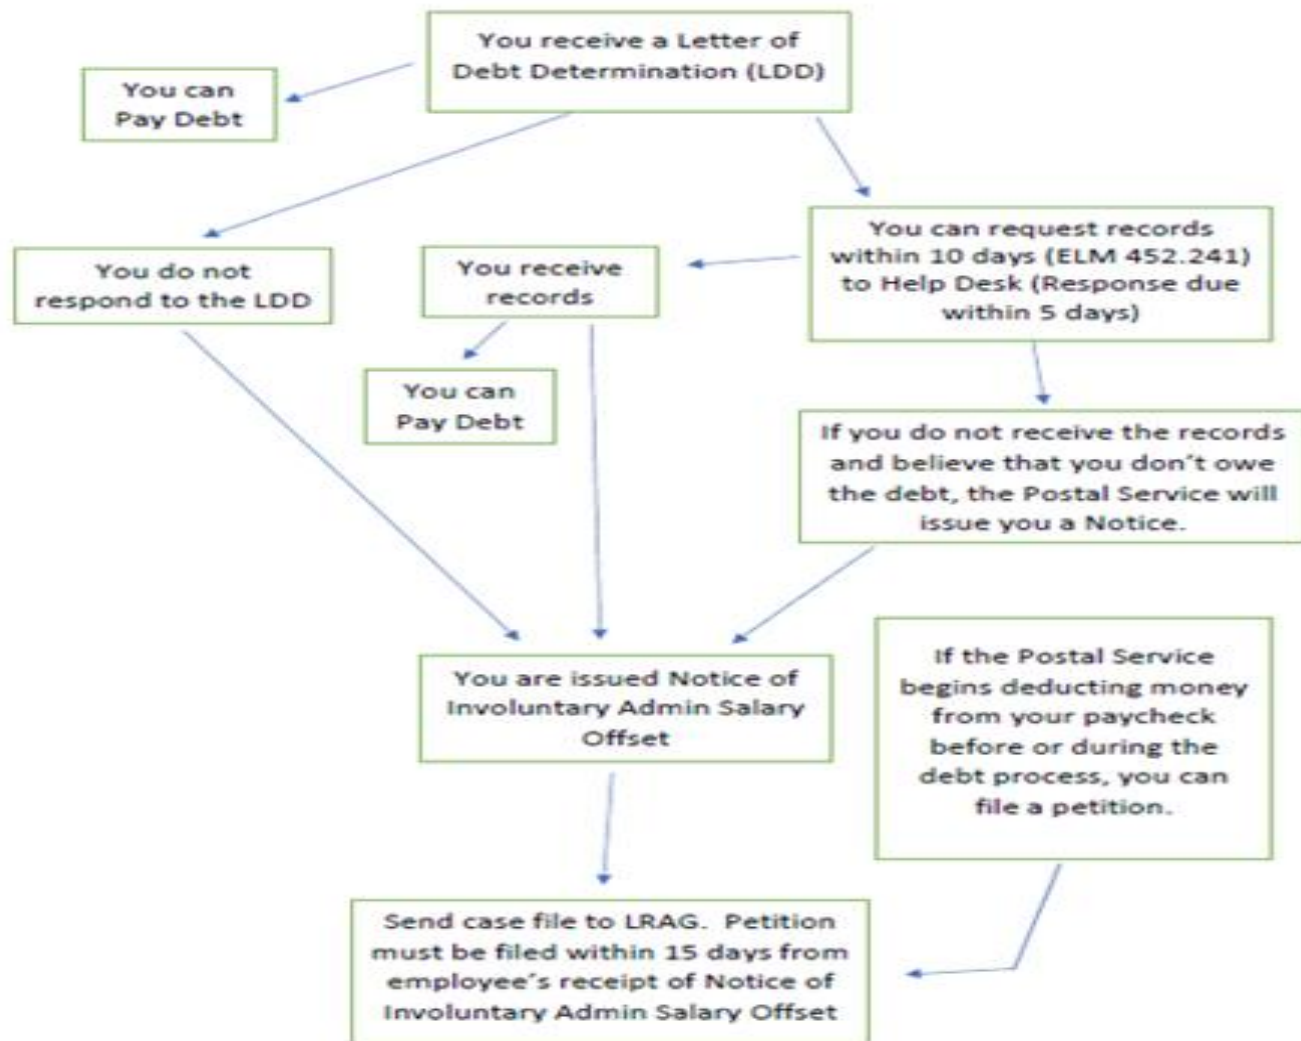 You receive a Letter of
Debt Determination (LDD)
You can
Pay Debt
You can request records
within 10 days (ELM 452.241)
to Help Desk (Response due
within 5 days)
You do not
respond to the LDD
You receive
records
You can
Pay Debt
If you do not receive the records
and believe that you don't owe
the debt, the Postal Service will
issue you a Notice.
You are issued Notice of
Involuntary Admin Salary
Offset
If the Postal Service
begins deducting money
from your paycheck
before or during the
debt process, you can
file a petition.
Send case file to LRAG. Petition
must be filed within 15 days from
employee's receipt of Notice of
Involuntary Admin Salary Offset